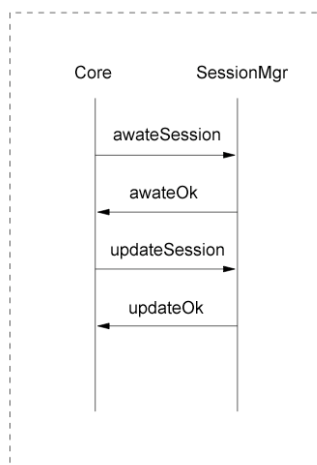 Core SessionMgr
awateSession
awateOk
updateSession
updateOk